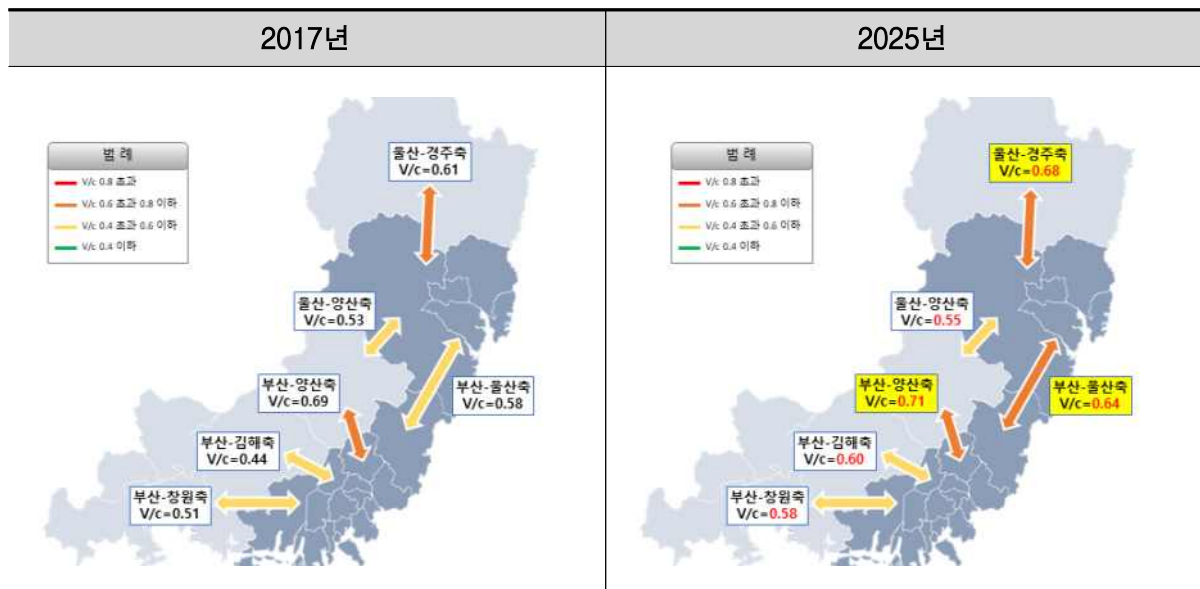 2017년
2025년
범 례
V/c 0.8 초과
V/c 0.6 초과 0.8 이하
V/c 0.4 초과 0.6 이하
V/c 0.4 이하
울산-경주축
V/c=0.61
울산-양산축
V/c=0.53
부산-양산축
V/c=0.69
부산-울산축
V/c=0.58
부산-김해축
V/c=0.44
부산-창원축
V/c=0.51
범 례
V/c 0.8 초과
V/c 0.6 초과 0.8 이하
V/c 0.4 초과 0.6 이하
V/c 0.4 이하
울산-경주축
V/c=0.68
울산-양산축
V/c=0.55
부산-양산축
V/c=0.71
부산-울산축
V/c=0.64
부산-김해축
V/c=0.60
부산-창원축
V/c=0.58